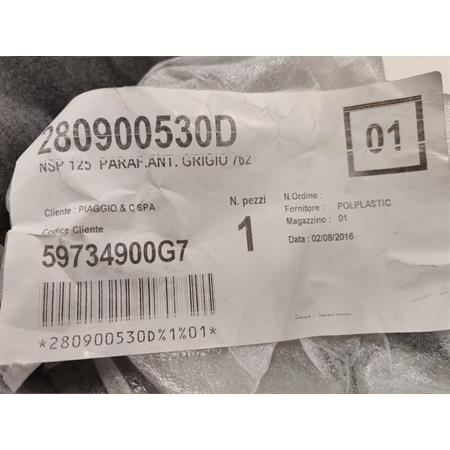 280900530D
NSP 125 PARAF.ANT. GRIGIO 762
01
Cliente : PIAGGIO & C SPA
Codice Cliente
59734900G7
N. pezzi
1
N.Ordine :
Fornitore : POLPLASTIC
Magazzino : 01
Data : 02/08/2016
*280900530D%1%01*